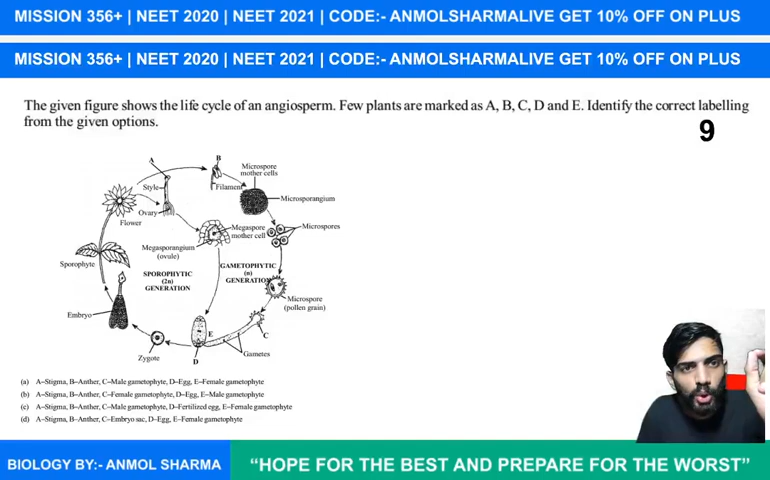 MISSION 356+ | NEET 2020 | NEET 2021 | CODE:- ANMOLSHARMALIVE GET 10% OFF ON PLUS
MISSION 356+ | NEET 2020 | NEET 2021 | CODE:- ANMOLSHARMALIVE GET 10% OFF ON PLUS
The given figure shows the life cycle of an angiosperm. Few plants are marked as A, B, C, D and E. Identify the correct labelling
from the given options.
9
A
B
Microspore
mother cells
Style
Filament
Microsporangium
Ovary
Flower
Megaspore
mother cell
Microspores
Megasporangium
(ovule)
Sporophyte
SPOROPHYTIC
(2n)
GENERATION
GAMETOPHYTIC
(n)
GENERATION
Microspore
(pollen grain)
Embryo
E
C
Zygote
D
Gametes
(a) A–Stigma, B–Anther, C–Male gametophyte, D–Egg, E–Female gametophyte
(b) A–Stigma, B–Anther, C–Female gametophyte, D–Egg, E–Male gametophyte
(c) A–Stigma, B–Anther, C–Male gametophyte, D–Fertilized egg, E–Female gametophyte
(d) A–Stigma, B–Anther, C–Embryo sac, D–Egg, E–Female gametophyte
BIOLOGY BY:- ANMOL SHARMA
“HOPE FOR THE BEST AND PREPARE FOR THE WORST”